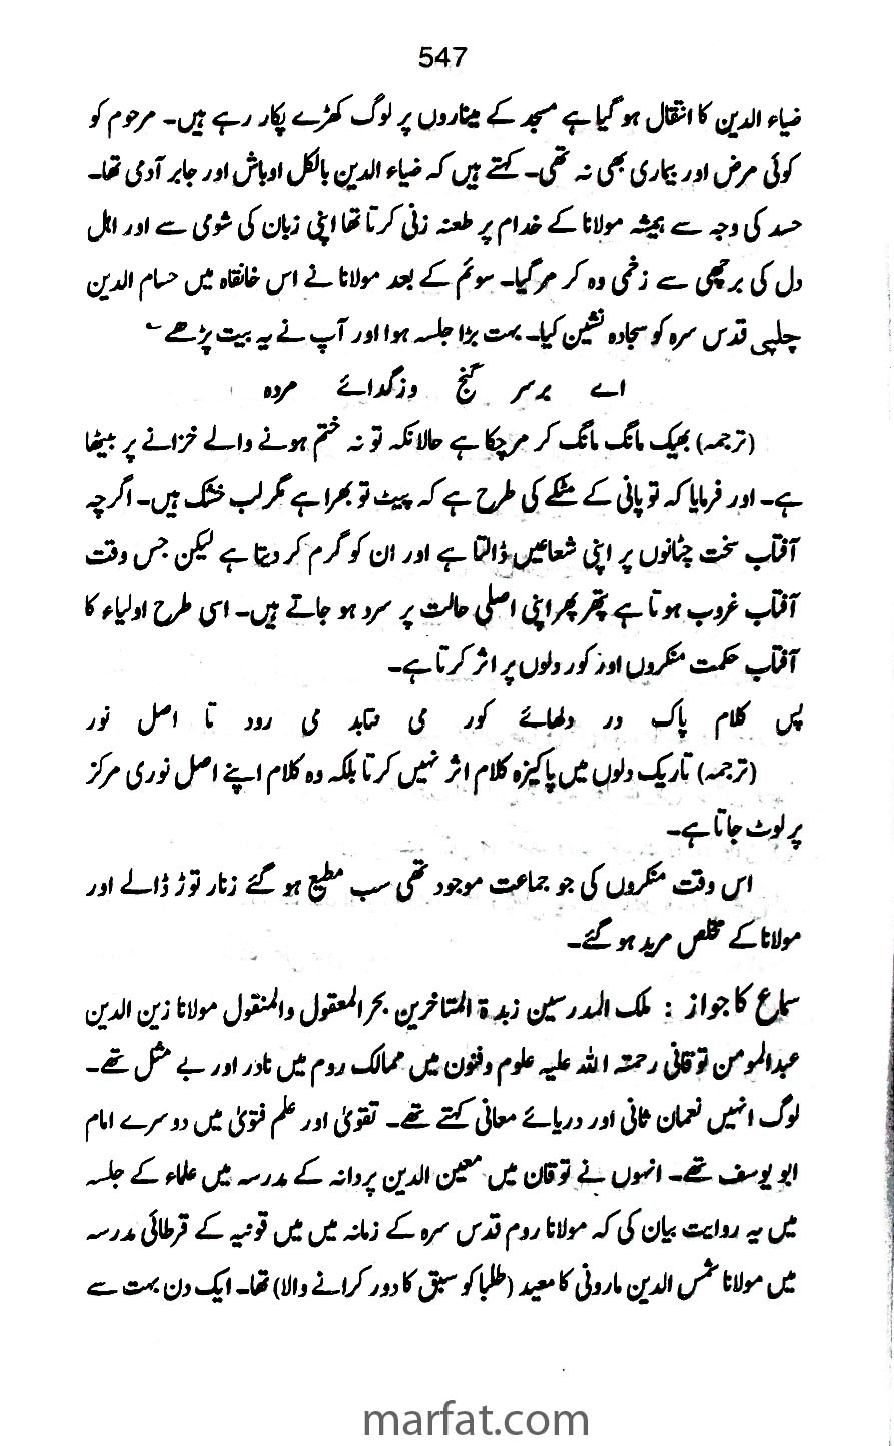 547
ضیاء الدین کا انتقال ہو گیا ہے مسجد کے میناروں پر لوگ کھڑے پکار رہے ہیں۔ مرحوم کو
کوئی مرض اور بیماری بھی نہ تھی۔ کہتے ہیں کہ ضیاء الدین بالکل اوباش اور جابر آدمی تھا۔
حسد کی وجہ سے ہمیشہ مولانا کے خدام پر طعنہ زنی کرتا تھا اپنی زبان کی شومی سے اور اہل
دل کی برچھی سے زخمی وہ کر مر گیا۔ سوئم کے بعد مولانا نے اس خانقاہ میں حسام الدین
چلپی قدس سرہ کو سجادہ نشین کیا۔ بہت بڑا جلسہ ہوا اور آپ نے یہ بیت پڑھے ؎
اے برسر گنج وزگدائے مردہ
(ترجمہ) بھیک مانگ مانگ کر مرچکا ہے حالانکہ تو نہ ختم ہونے والے خزانے پر بیٹھا
ہے۔ اور فرمایا کہ تو پانی کے مٹکے کی طرح ہے کہ پیٹ تو بھرا ہے مگر لب خشک ہیں۔ اگرچہ
آفتاب سخت چٹانوں پر اپنی شعاعیں ڈالتا ہے اور ان کو گرم کر دیتا ہے لیکن جس وقت
آفتاب غروب ہوتا ہے پتھر پھر اپنی اصلی حالت پر سرد ہو جاتے ہیں۔ اسی طرح اولیاء کا
آفتاب حکمت منکروں اور کور دلوں پر اثر کرتا ہے۔
پس کلام پاک در دلھائے کور می نتابد می رود تا اصل نور
(ترجمہ) تاریک دلوں میں پاکیزہ کلام اثر نہیں کرتا بلکہ وہ کلام اپنے اصل نوری مرکز
پر لوٹ جاتا ہے۔
اس وقت منکروں کی جو جماعت موجود تھی سب مطیع ہو گئے زنار توڑ ڈالے اور
مولانا کے مخلص مرید ہو گئے۔
سماع کا جواز : ملک المدرسین زبدۃ المتاخرین بحر المعقول والمنقول مولانا زین الدین
عبدالمومن توقاتی رحمتہ اللہ علیہ علوم وفنون میں ممالک روم میں نادر اور بے مثل تھے۔
لوگ انہیں نعمان ثانی اور دریائے معانی کہتے تھے۔ تقویٰ اور علم فتویٰ میں دوسرے امام
ابو یوسف تھے۔ انہوں نے توقان میں معین الدین پردانہ کے مدرسہ میں علماء کے جلسہ
میں یہ روایت بیان کی کہ مولانا روم قدس سرہ کے زمانہ میں میں قونیہ کے قرطائی مدرسہ
میں مولانا شمس الدین مارونی کا معید (طلبا کو سبق کا دور کرانے والا) تھا۔ ایک دن بہت سے
marfat.com